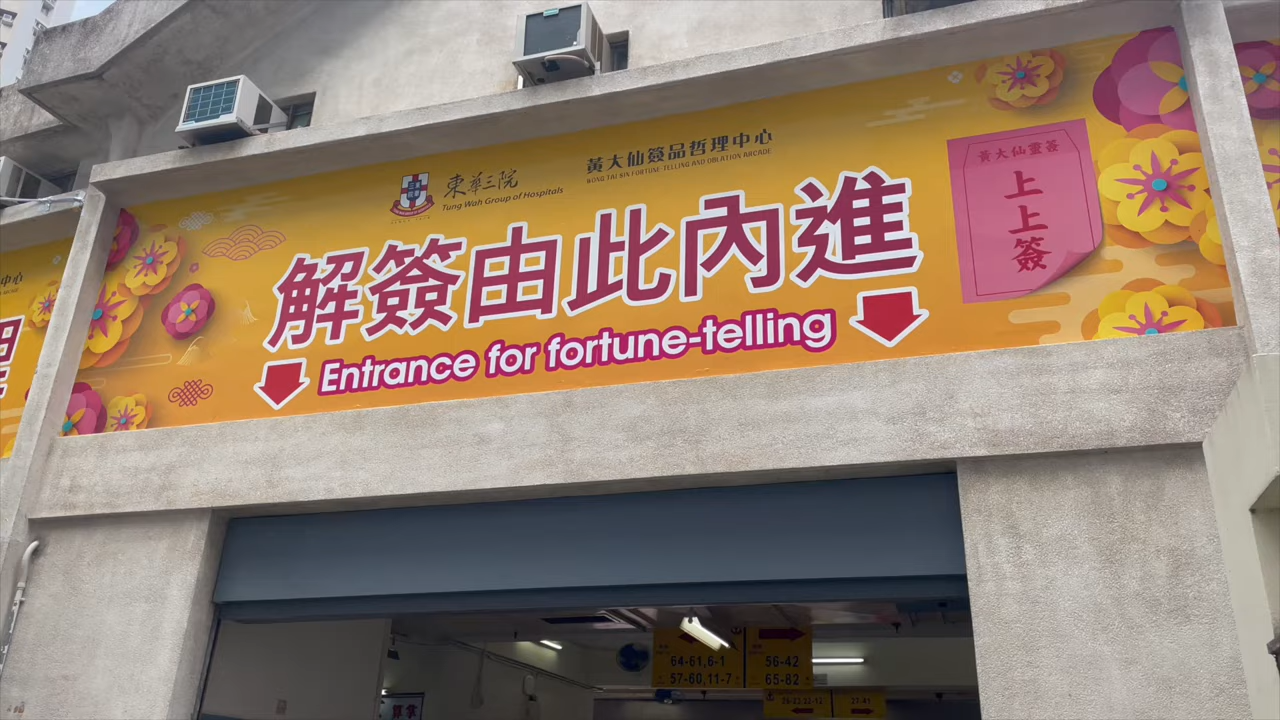 東華三院
Tung Wah Group of Hospitals
黃大仙簽品哲理中心
WONG TAI SIN FORTUNE-TELLING AND OBLATION ARCADE
解簽由此內進
Entrance for fortune-telling
黃大仙靈簽
上上簽
64-61,6-1
57-60,11-7
56-42
65-82
37-41